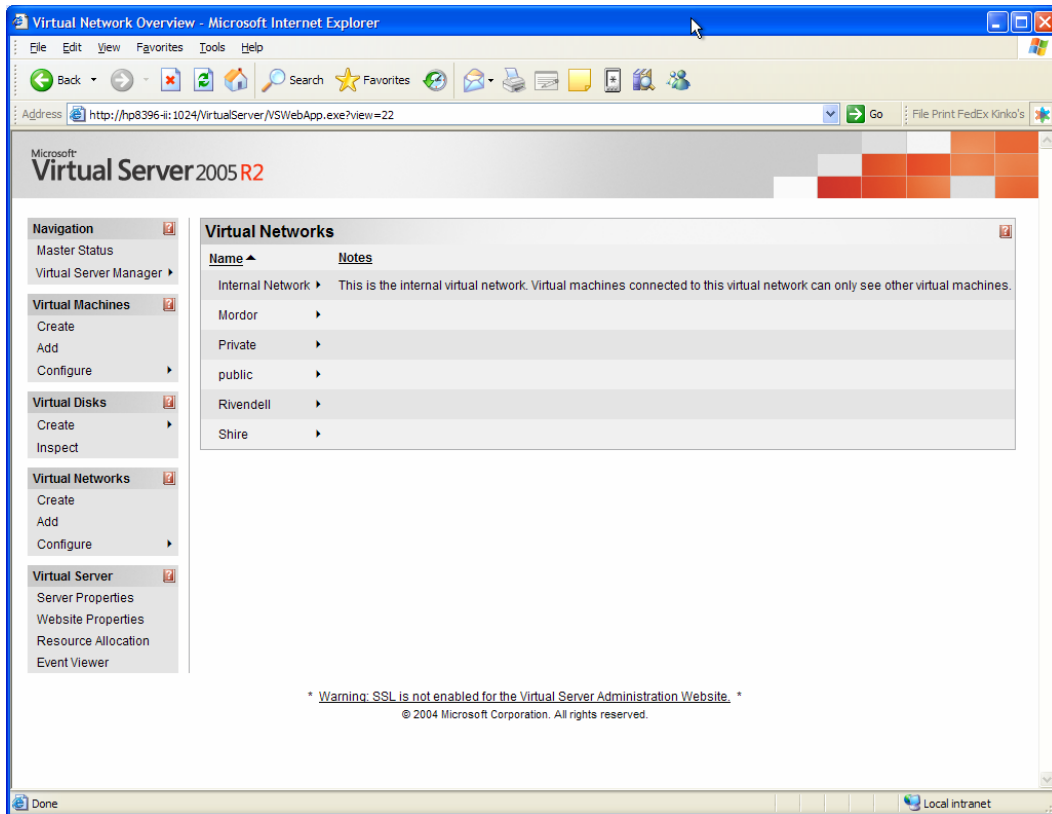 Virtual Network Overview - Microsoft Internet Explorer
File Edit View Favorites Tools Help
Back Search Favorites
Address http://hp8396-ii:1024/VirtualServer/VSWebApp.exe?view=22 Go File Print FedEx Kinko's
Microsoft
Virtual Server 2005 R2
Navigation
Master Status
Virtual Server Manager
Virtual Machines
Create
Add
Configure
Virtual Disks
Create
Inspect
Virtual Networks
Create
Add
Configure
Virtual Server
Server Properties
Website Properties
Resource Allocation
Event Viewer
Virtual Networks
Name Notes
Internal Network This is the internal virtual network. Virtual machines connected to this virtual network can only see other virtual machines.
Mordor
Private
public
Rivendell
Shire
* Warning: SSL is not enabled for the Virtual Server Administration Website. *
© 2004 Microsoft Corporation. All rights reserved.
Done Local intranet